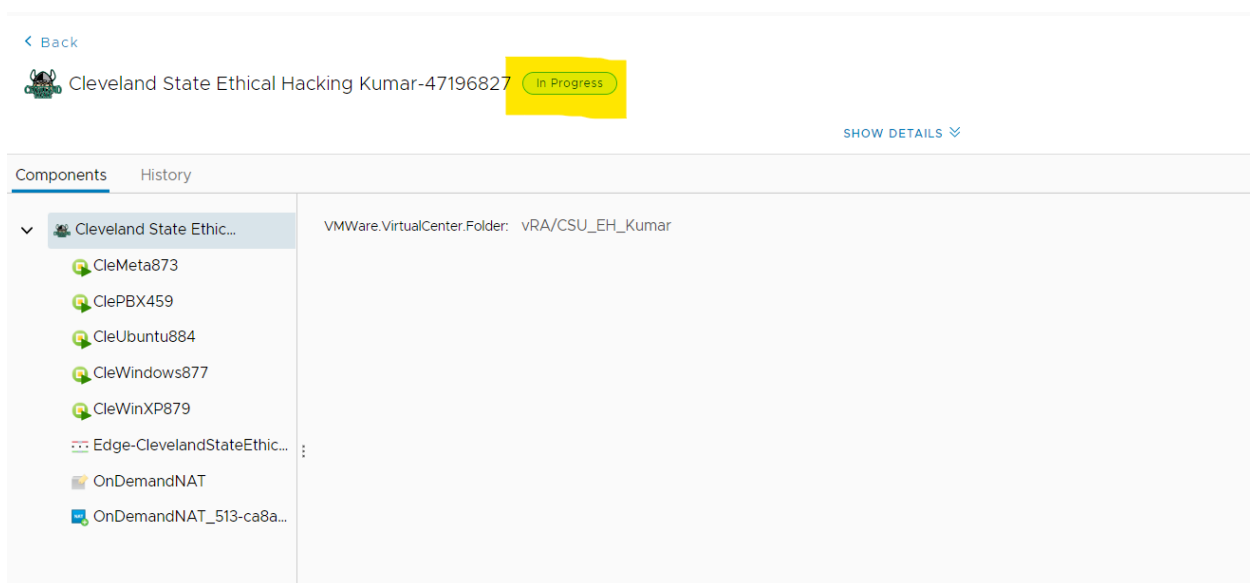 Back
Cleveland State Ethical Hacking Kumar-47196827 In Progress
SHOW DETAILS
Components History
Cleveland State Ethic...
VMWare.VirtualCenter.Folder: vRA/CSU_EH_Kumar
CleMeta873
ClePBX459
CleUbuntu884
CleWindows877
CleWinXP879
Edge-ClevelandStateEthic...
OnDemandNAT
OnDemandNAT_513-ca8a...